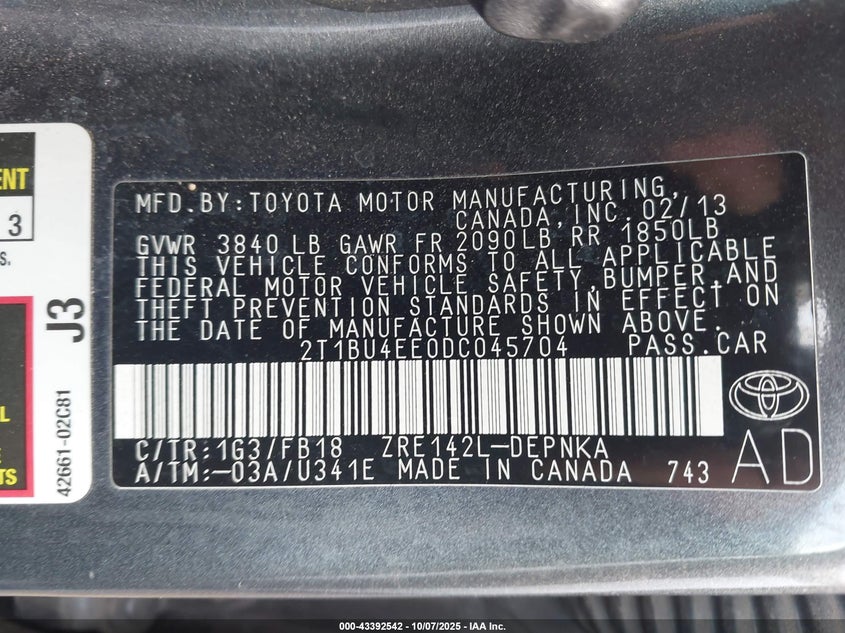 ENT
3
S.
J3
42661-02C81
L
TS
MFD.BY:TOYOTA MOTOR MANUFACTURING,
CANADA,INC. 02/13
GVWR 3840 LB GAWR FR 2090LB RR 1850LB
THIS VEHICLE CONFORMS TO ALL APPLICABLE
FEDERAL MOTOR VEHICLE SAFETY,BUMPER,AND
THEFT PREVENTION STANDARDS IN EFFECT ON
THE DATE OF MANUFACTURE SHOWN ABOVE.
2T1BU4EE0DC045704 PASS.CAR
C/TR:1G3/FB18 ZRE142L-DEPNKA
A/TM:-03A/U341E MADE IN CANADA 743
AD
000-43392542 - 10/07/2025 - IAA Inc.